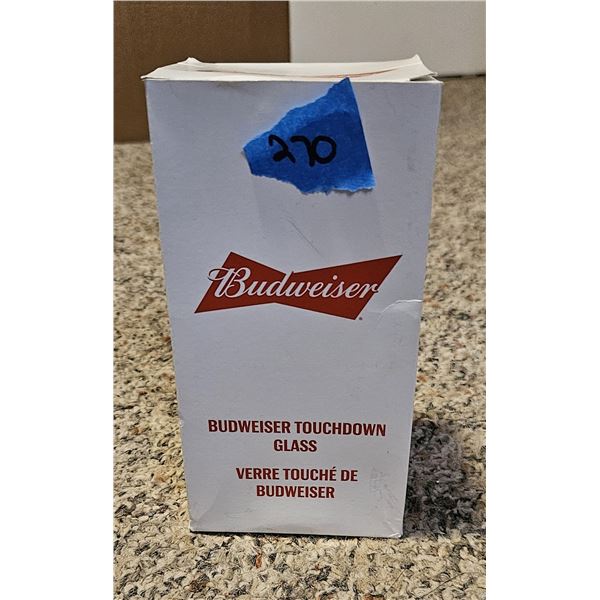 270
Budweiser
BUDWEISER TOUCHDOWN
GLASS
VERRE TOUCHÉ DE
BUDWEISER